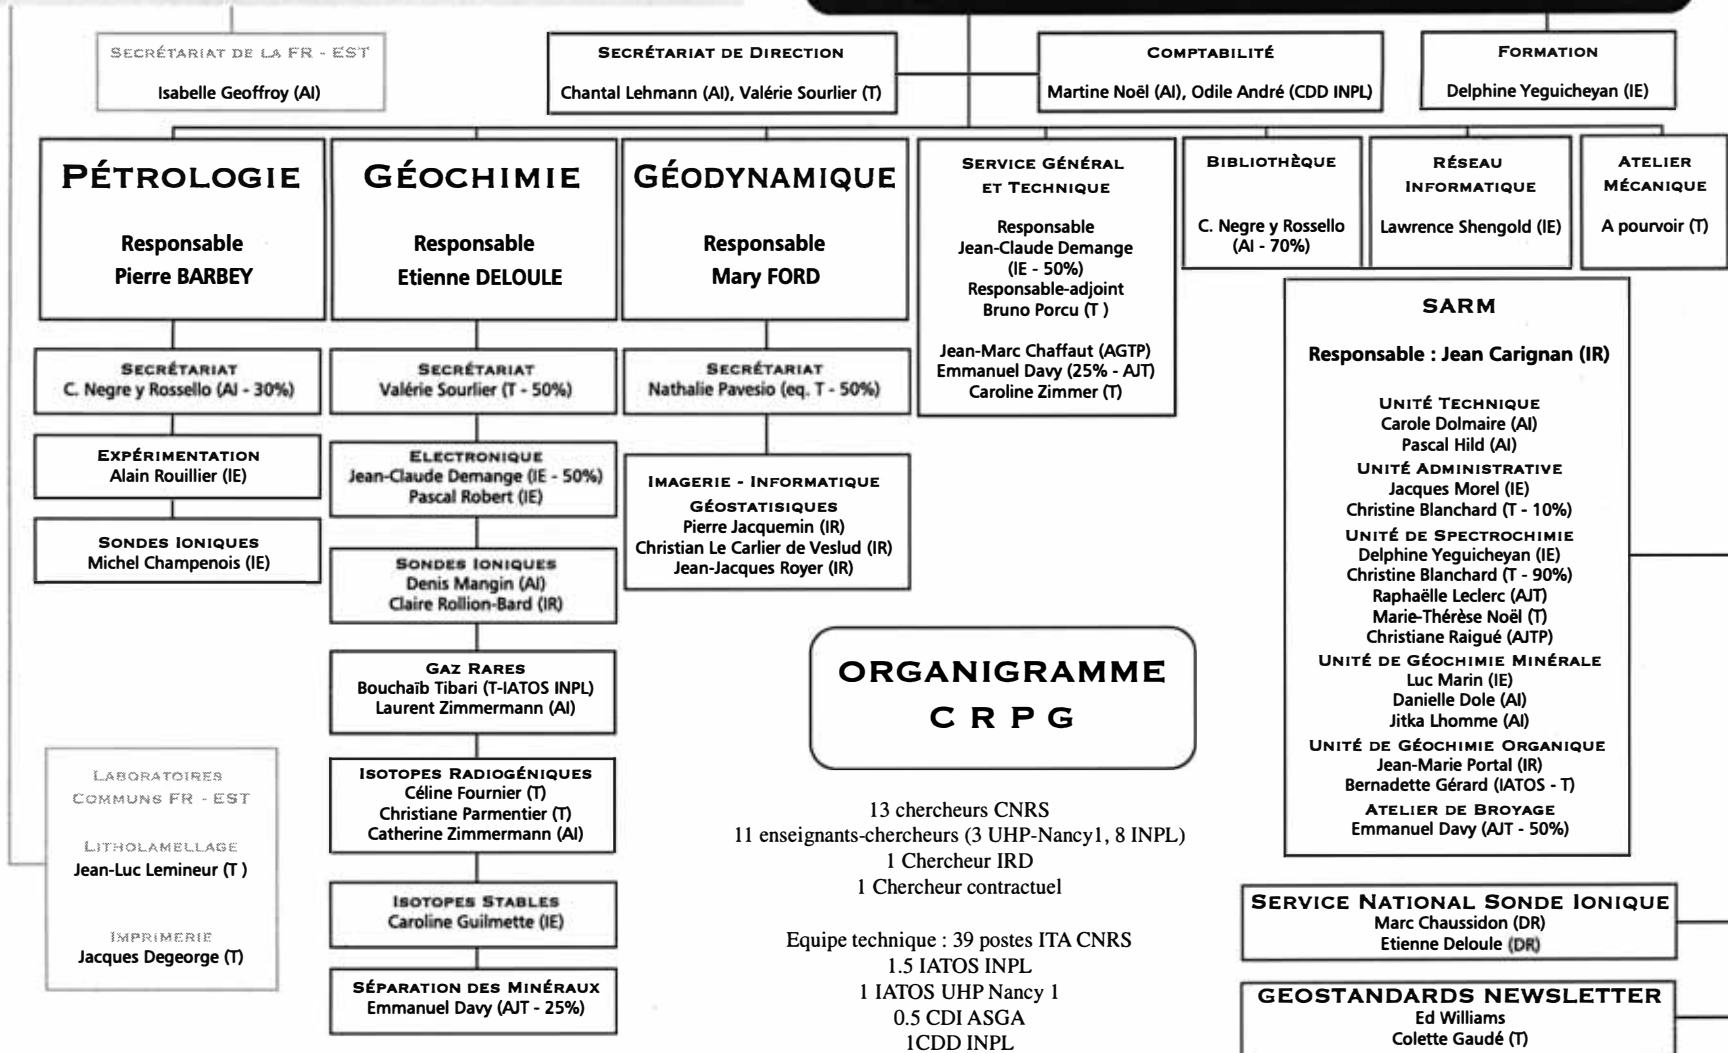 SECRÉTARIAT DE LA FR - EST
Isabelle Geoffroy (AI)
SECRÉTARIAT DE DIRECTION
Chantal Lehmann (AI), Valérie Sourlier (T)
COMPTABILITÉ
Martine Noël (AI), Odile André (CDD INPL)
FORMATION
Delphine Yeguicheyan (IE)
PÉTROLOGIE
Responsable
Pierre BARBEY
SECRÉTARIAT
C. Negre y Rossello (AI - 30%)
EXPÉRIMENTATION
Alain Rouillier (IE)
SONDES IONIQUES
Michel Champenois (IE)
GÉOCHIMIE
Responsable
Etienne DELOULE
SECRÉTARIAT
Valérie Sourlier (T - 50%)
ELECTRONIQUE
Jean-Claude Demange (IE - 50%)
Pascal Robert (IE)
SONDES IONIQUES
Denis Mangin (AI)
Claire Rollion-Bard (IR)
GAZ RARES
Bouchaïb Tibari (T-IATOS INPL)
Laurent Zimmermann (AI)
ISOTOPES RADIOGÉNIQUES
Céline Fournier (T)
Christiane Parmentier (T)
Catherine Zimmermann (AI)
ISOTOPES STABLES
Caroline Guilmette (IE)
SÉPARATION DES MINÉRAUX
Emmanuel Davy (AJT - 25%)
GÉODYNAMIQUE
Responsable
Mary FORD
SECRÉTARIAT
Nathalie Pavesio (eq. T - 50%)
IMAGERIE - INFORMATIQUE
GÉOSTATISIQUES
Pierre Jacquemin (IR)
Christian Le Carlier de Veslud (IR)
Jean-Jacques Royer (IR)
SERVICE GÉNÉRAL
ET TECHNIQUE
Responsable
Jean-Claude Demange
(IE - 50%)
Responsable-adjoint
Bruno Porcu (T )
Jean-Marc Chaffaut (AGTP)
Emmanuel Davy (25% - AJT)
Caroline Zimmer (T)
BIBLIOTHÈQUE
C. Negre y Rossello
(AI - 70%)
RÉSEAU
INFORMATIQUE
Lawrence Shengold (IE)
ATELIER
MÉCANIQUE
A pourvoir (T)
SARM
Responsable : Jean Carignan (IR)
UNITÉ TECHNIQUE
Carole Dolmaire (AI)
Pascal Hild (AI)
UNITÉ ADMINISTRATIVE
Jacques Morel (IE)
Christine Blanchard (T - 10%)
UNITÉ DE SPECTROCHIMIE
Delphine Yeguicheyan (IE)
Christine Blanchard (T - 90%)
Raphaëlle Leclerc (AJT)
Marie-Thérèse Noël (T)
Christiane Raigué (AJTP)
UNITÉ DE GÉOCHIMIE MINÉRALE
Luc Marin (IE)
Danielle Dole (AI)
Jitka Lhomme (AI)
UNITÉ DE GÉOCHIMIE ORGANIQUE
Jean-Marie Portal (IR)
Bernadette Gérard (IATOS - T)
ATELIER DE BROYAGE
Emmanuel Davy (AJT - 50%)
SERVICE NATIONAL SONDE IONIQUE
Marc Chaussidon (DR)
Etienne Deloule (DR)
GEOSTANDARDS NEWSLETTER
Ed Williams
Colette Gaudé (T)
LABORATOIRES
COMMUNS FR - EST
LITHOLAMELLAGE
Jean-Luc Lemineur (T )
IMPRIMERIE
Jacques Degeorge (T)
ORGANIGRAMME
C R P G
13 chercheurs CNRS
11 enseignants-chercheurs (3 UHP-Nancy1, 8 INPL)
1 Chercheur IRD
1 Chercheur contractuel
Equipe technique : 39 postes ITA CNRS
1.5 IATOS INPL
1 IATOS UHP Nancy 1
0.5 CDI ASGA
1CDD INPL